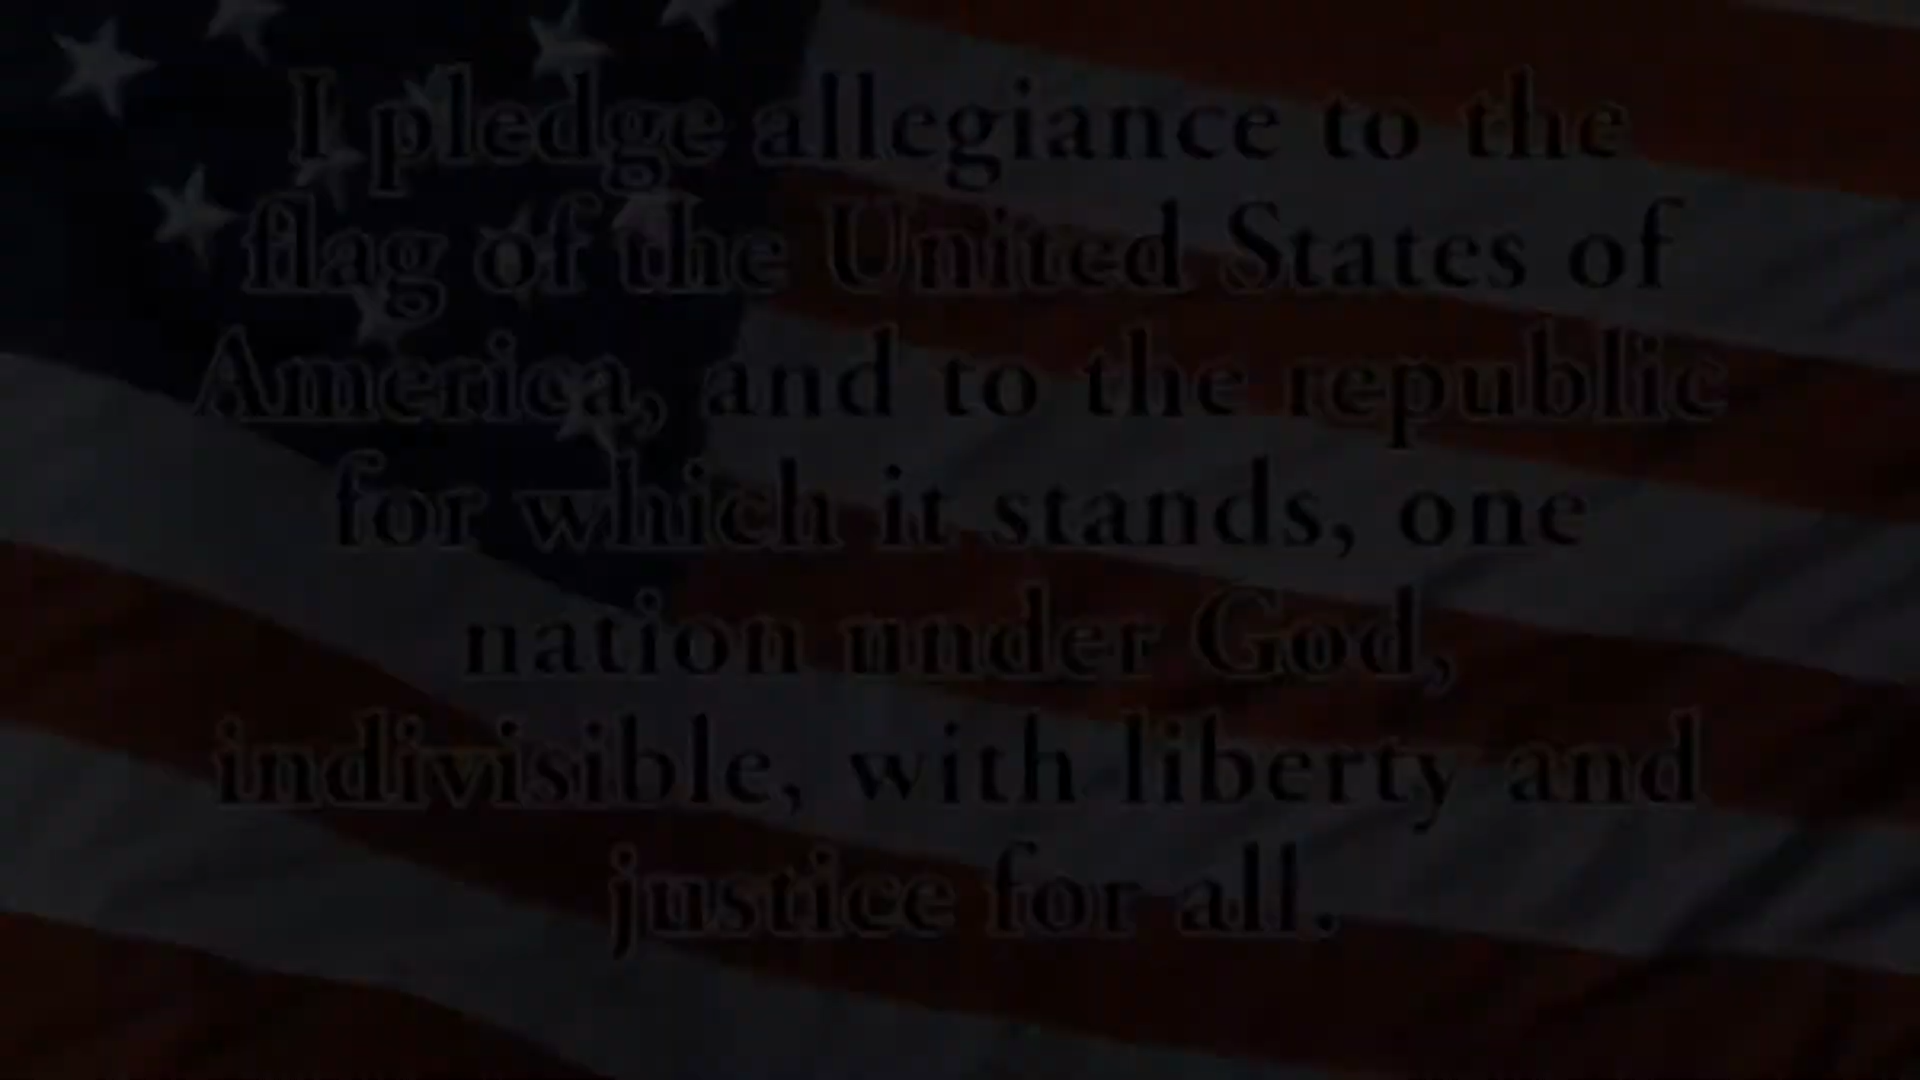 I pledge allegiance to the
flag of the United States of
America, and to the republic
for which it stands, one
nation under God,
indivisible, with liberty and
justice for all.